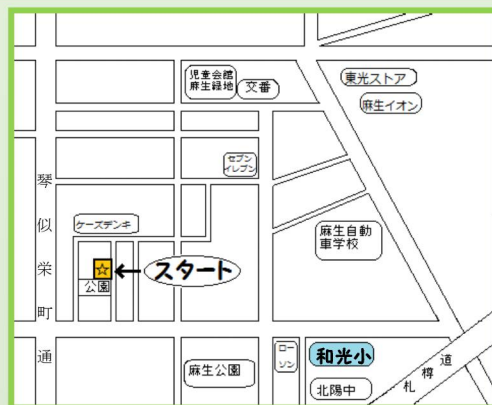 児童会館
麻生緑地
交番
東光ストア
麻生イオン
セブン
イレブン
琴似栄町通
ケーズデンキ
麻生自動
車学校
☆
スタート
公園
ロー
ソン
和光小
麻生公園
北陽中
札樽道